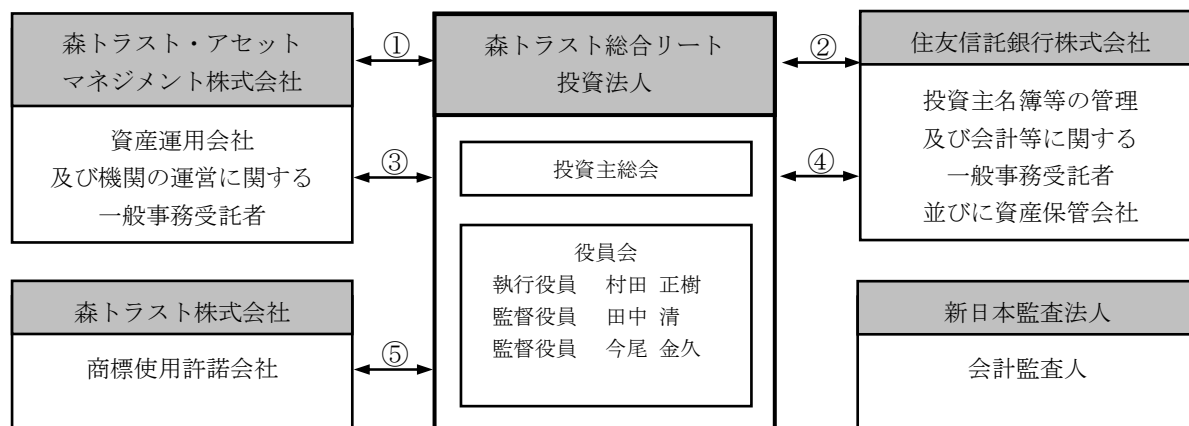 森トラスト・アセット
マネジメント株式会社
資産運用会社
及び機関の運営に関する
一般事務受託者
①
③
森トラスト総合リート
投資法人
投資主総会
役員会
執行役員 村田 正樹
監督役員 田中 清
監督役員 今尾 金久
②
④
住友信託銀行株式会社
投資主名簿等の管理
及び会計等に関する
一般事務受託者
並びに資産保管会社
森トラスト株式会社
商標使用許諾会社
⑤
新日本監査法人
会計監査人